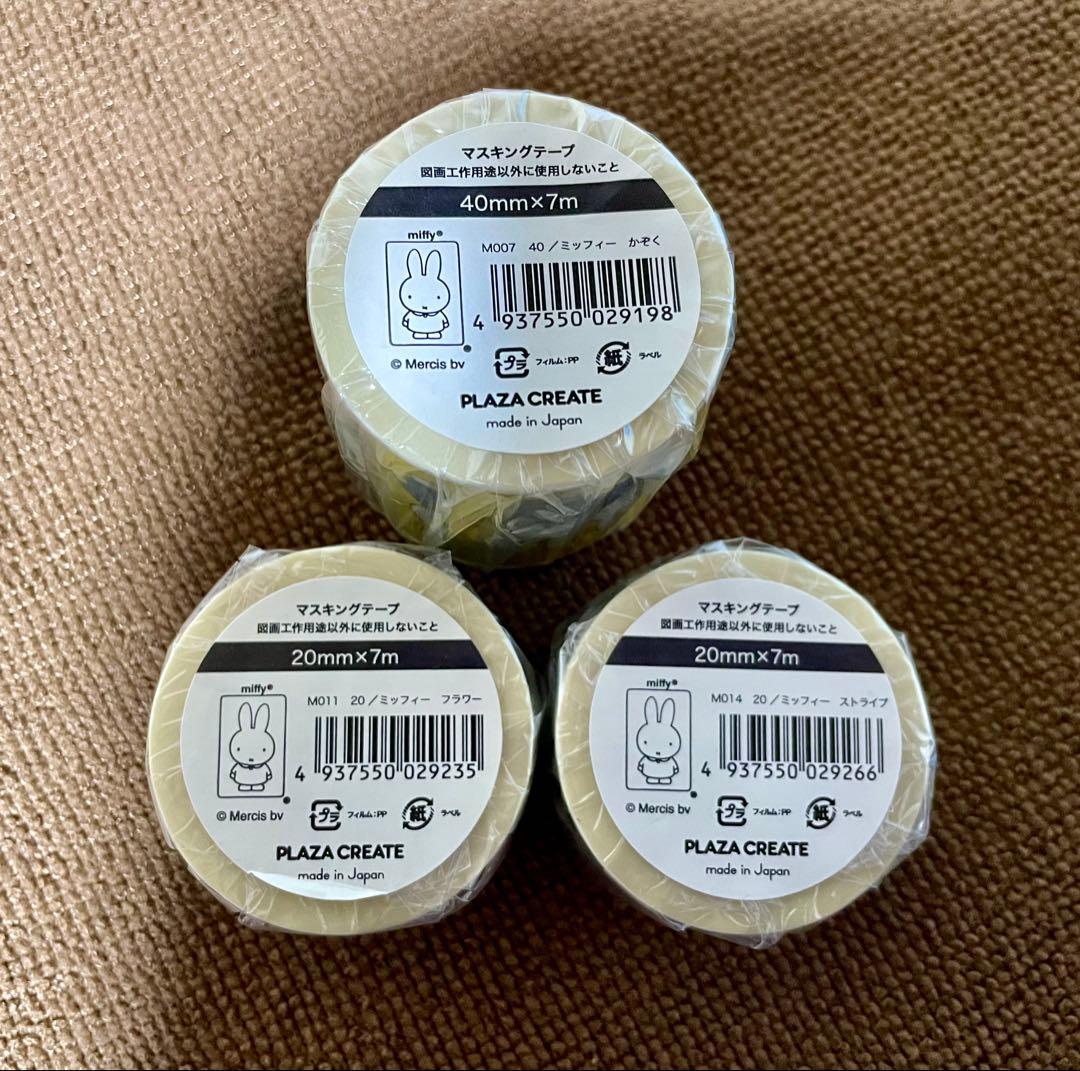 マスキングテープ
図画工作用途以外に使用しないこと
40mm×7m
miffy®
M007 40／ミッフィー かぞく
4 937550 029198
© Mercis bv
プラ フィルム:PP 紙 ラベル
PLAZA CREATE
made in Japan
マスキングテープ
図画工作用途以外に使用しないこと
20mm×7m
miffy®
M011 20／ミッフィー フラワー
4 937550 029235
© Mercis bv
プラ フィルム:PP 紙 ラベル
PLAZA CREATE
made in Japan
マスキングテープ
図画工作用途以外に使用しないこと
20mm×7m
miffy®
M014 20／ミッフィー ストライプ
4 937550 029266
© Mercis bv
プラ フィルム:PP 紙 ラベル
PLAZA CREATE
made in Japan